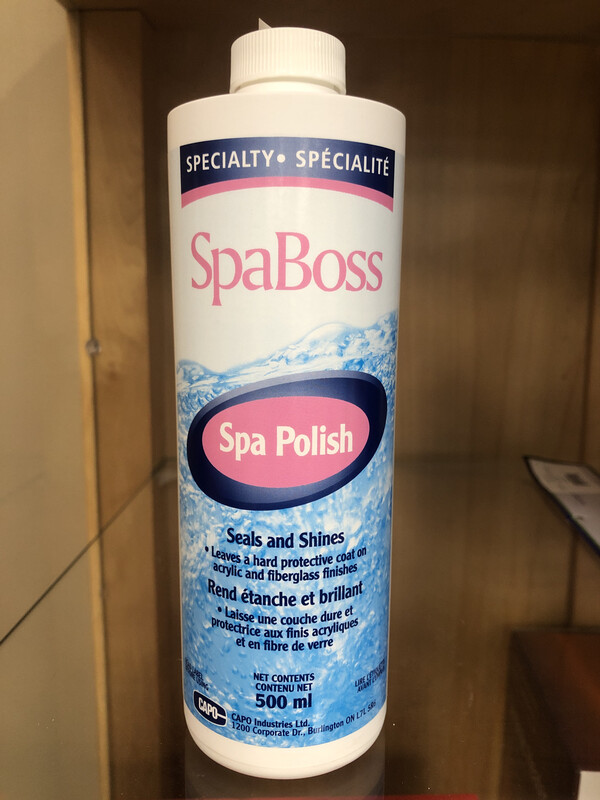 SPECIALTY • SPÉCIALITÉ
SpaBoss
Spa Polish
Seals and Shines
• Leaves a hard protective coat on
acrylic and fiberglass finishes
Rend étanche et brillant
• Laisse une couche dure et
protectrice aux finis acryliques
et en fibre de verre
NET CONTENTS
CONTENU NET
500 ml
CAPO
CAPO Industries Ltd.
1200 Corporate Dr., Burlington ON L7L